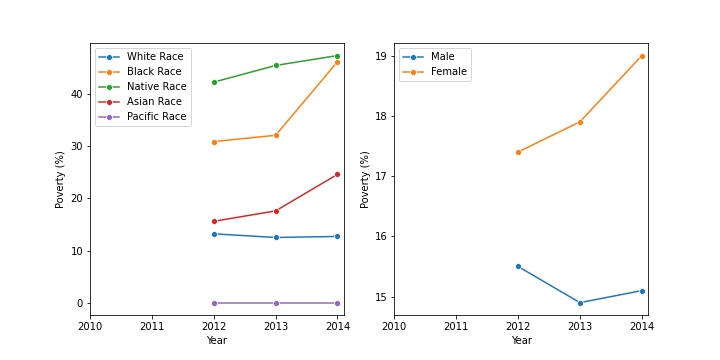 White Race
Black Race
Native Race
Asian Race
Pacific Race
Poverty (%)
40
30
20
10
0
2010 2011 2012 2013 2014
Year
Male
Female
Poverty (%)
19
18
17
16
15
2010 2011 2012 2013 2014
Year